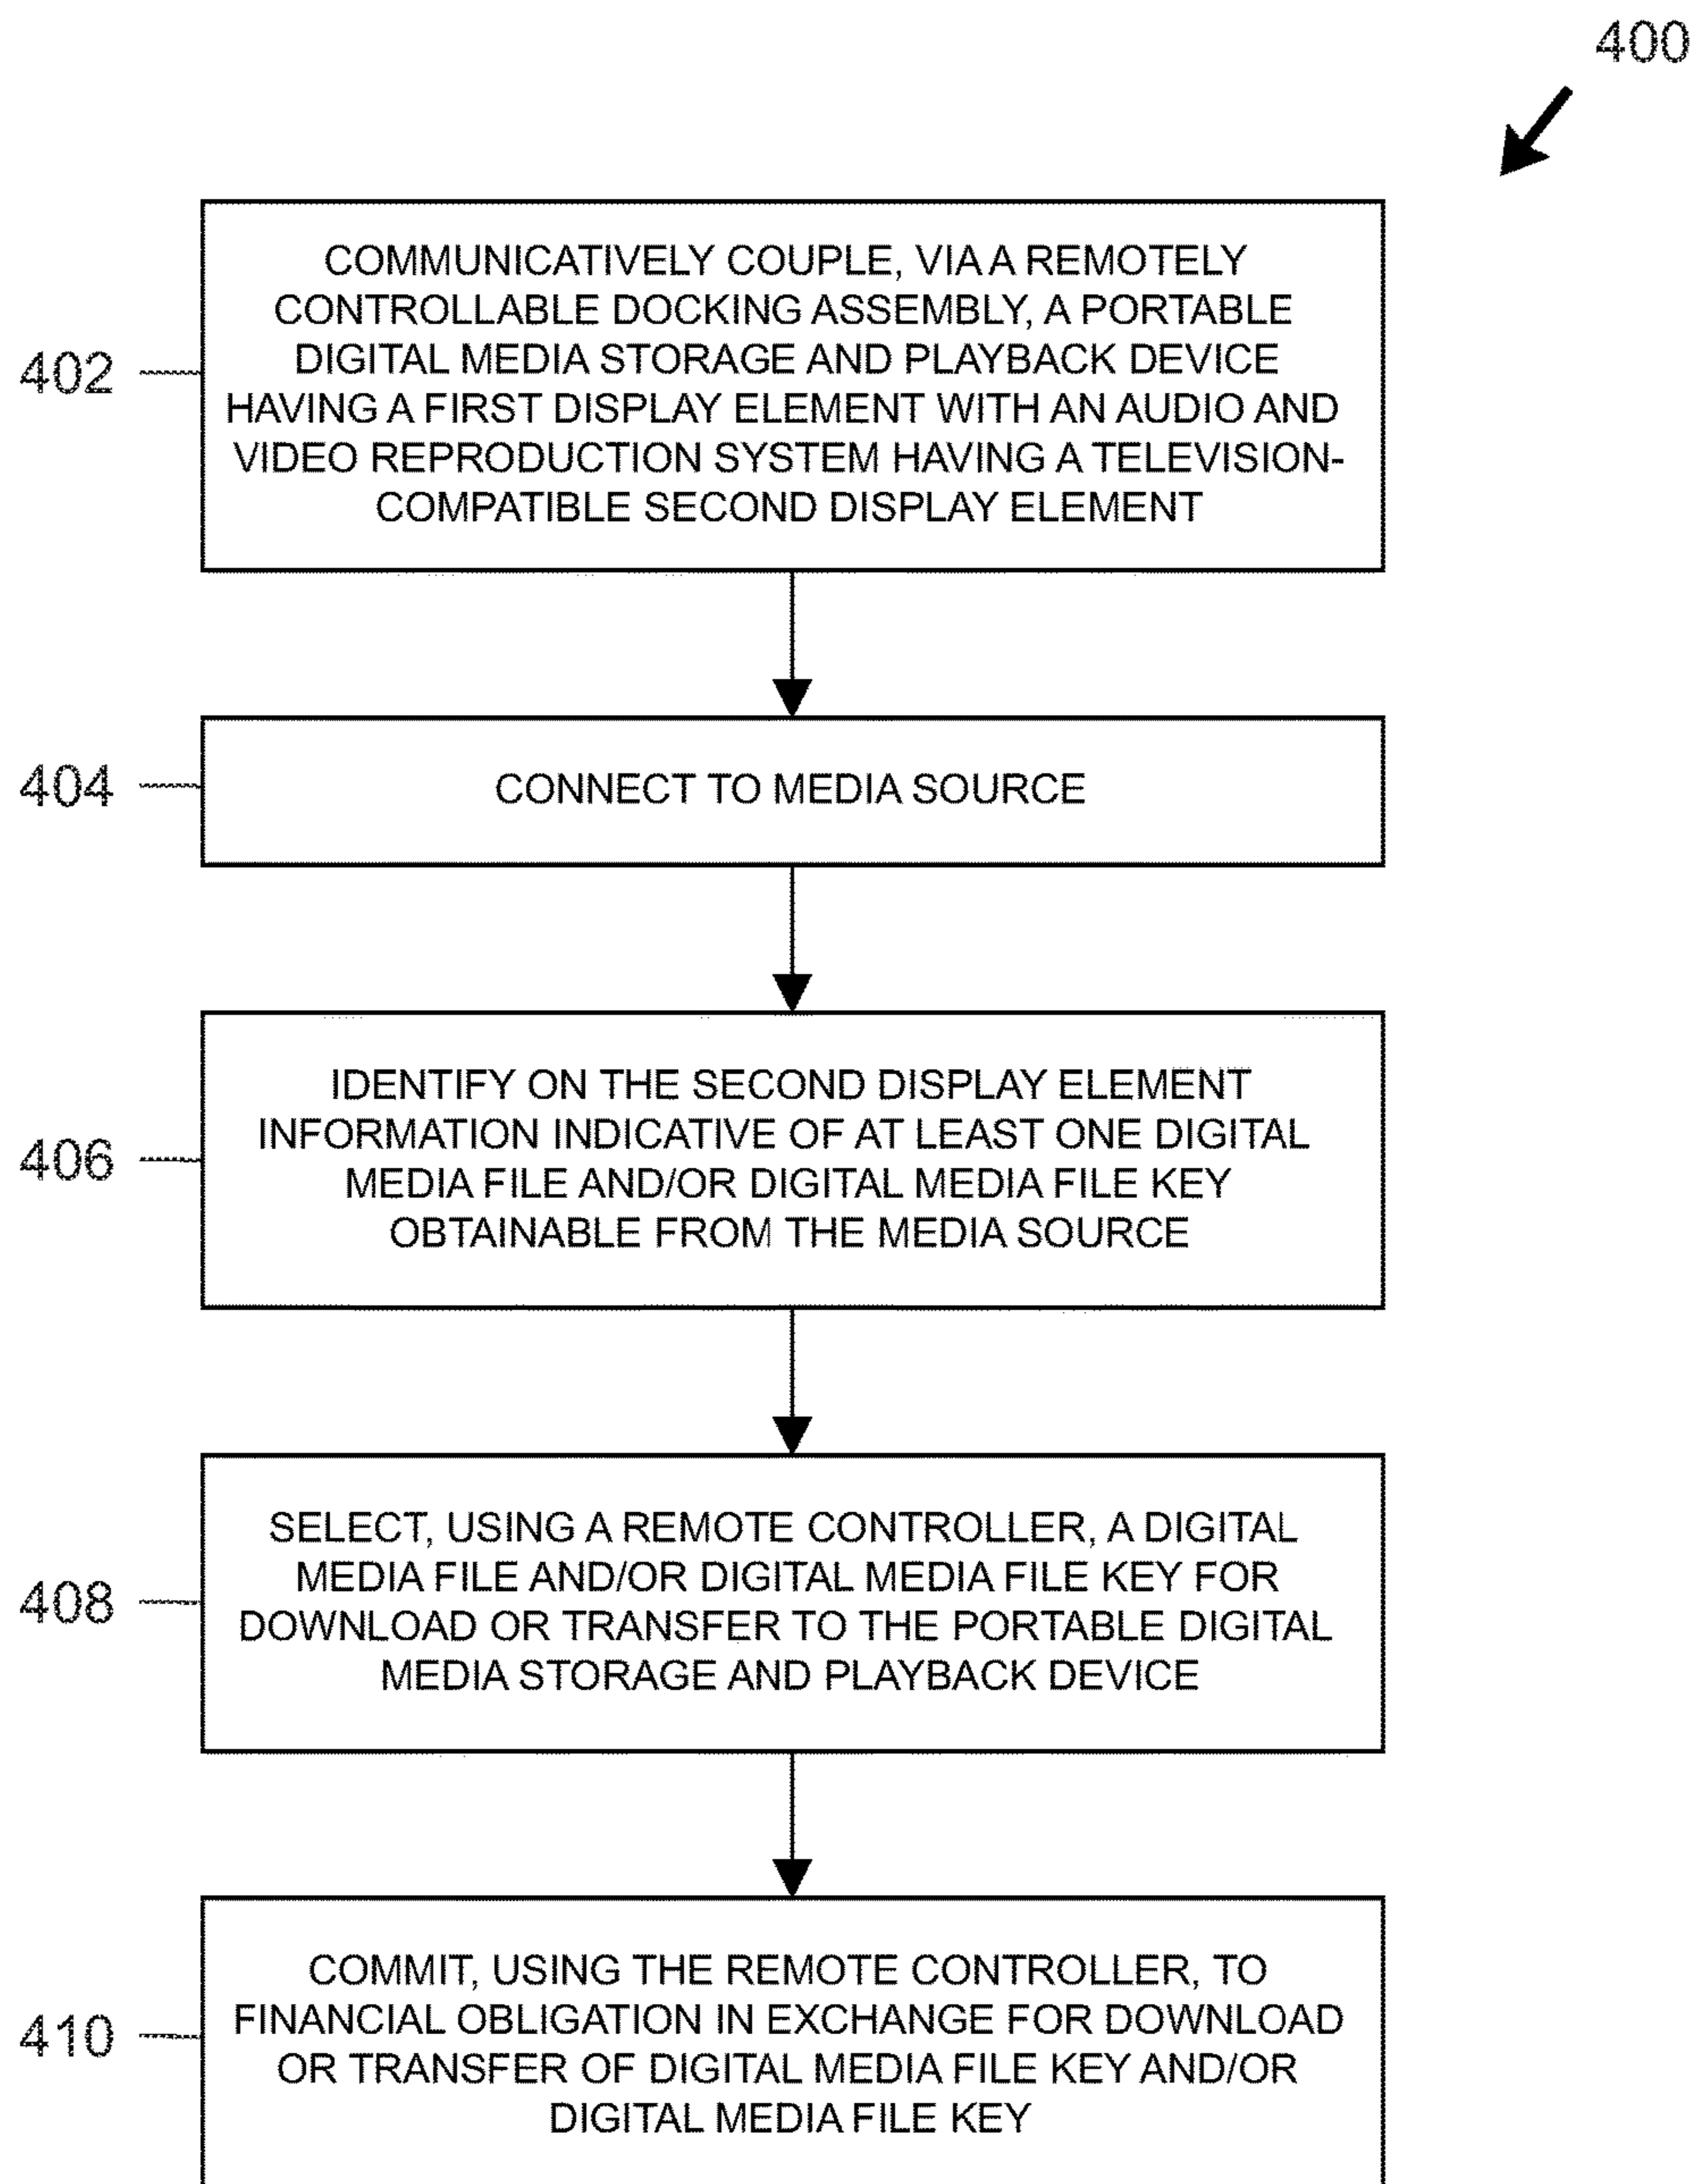 400
402
COMMUNICATIVELY COUPLE, VIA A REMOTELY
CONTROLLABLE DOCKING ASSEMBLY, A PORTABLE
DIGITAL MEDIA STORAGE AND PLAYBACK DEVICE
HAVING A FIRST DISPLAY ELEMENT WITH AN AUDIO AND
VIDEO REPRODUCTION SYSTEM HAVING A TELEVISION-
COMPATIBLE SECOND DISPLAY ELEMENT
404
CONNECT TO MEDIA SOURCE
406
IDENTIFY ON THE SECOND DISPLAY ELEMENT
INFORMATION INDICATIVE OF AT LEAST ONE DIGITAL
MEDIA FILE AND/OR DIGITAL MEDIA FILE KEY
OBTAINABLE FROM THE MEDIA SOURCE
408
SELECT, USING A REMOTE CONTROLLER, A DIGITAL
MEDIA FILE AND/OR DIGITAL MEDIA FILE KEY FOR
DOWNLOAD OR TRANSFER TO THE PORTABLE DIGITAL
MEDIA STORAGE AND PLAYBACK DEVICE
410
COMMIT, USING THE REMOTE CONTROLLER, TO
FINANCIAL OBLIGATION IN EXCHANGE FOR DOWNLOAD
OR TRANSFER OF DIGITAL MEDIA FILE KEY AND/OR
DIGITAL MEDIA FILE KEY